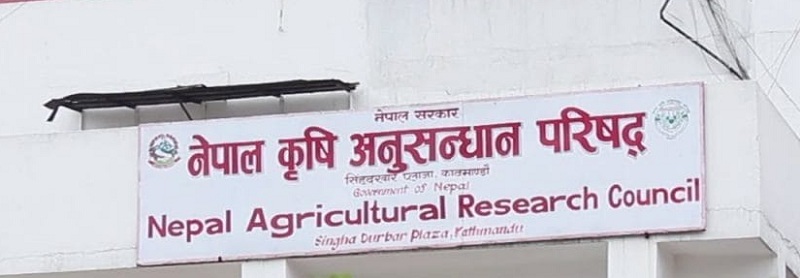 नेपाल सरकार
नेपाल कृषि अनुसन्धान परिषद्
सिंहदरबार प्लाजा, काठमाण्डौ
Government of Nepal
Nepal Agricultural Research Council
Singha Durbar Plaza, Kathmandu